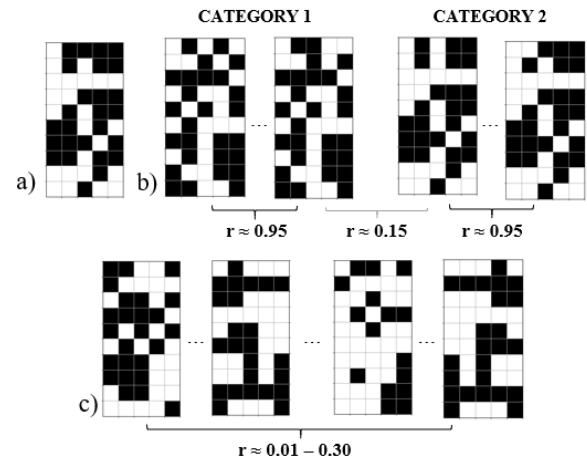 CATEGORY 1 CATEGORY 2
a) b) ... ...
r ≈ 0.95 r ≈ 0.15 r ≈ 0.95
c) ... ... ...
r ≈ 0.01 – 0.30